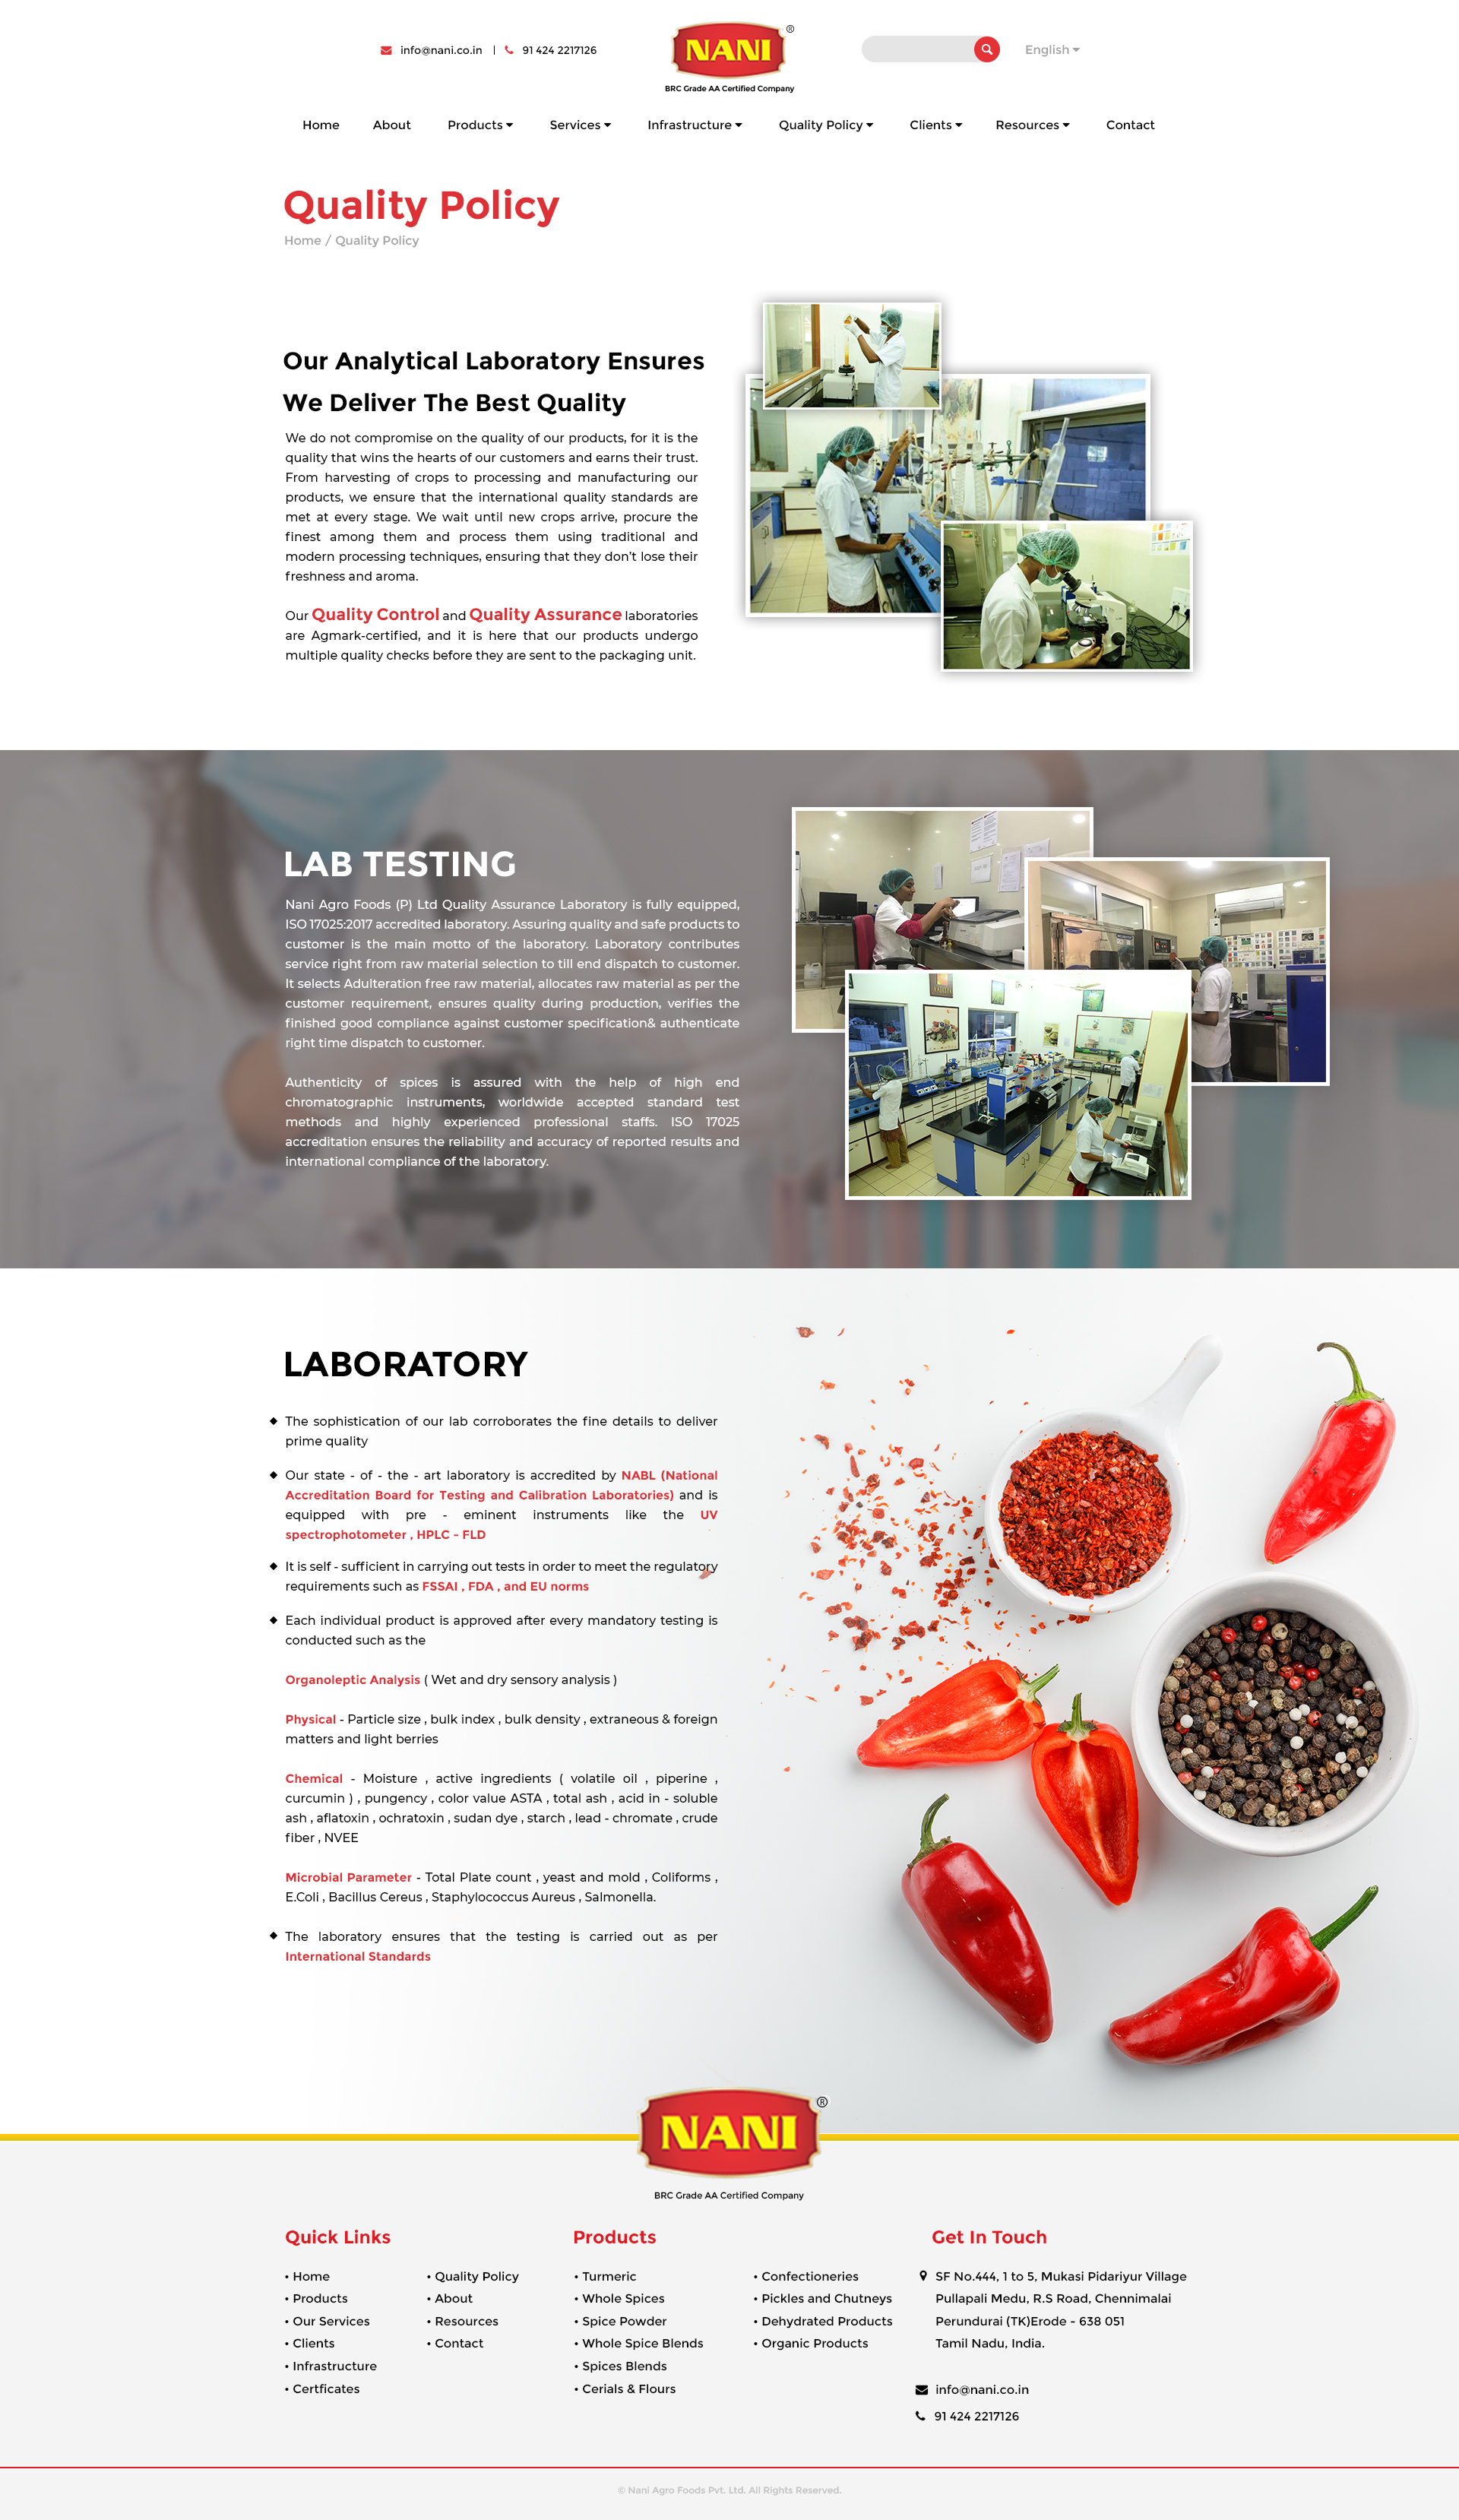 info@nani.co.in | 91 424 2217126
NANI ®
BRC Grade AA Certified Company
English
Home About Products Services Infrastructure Quality Policy Clients Resources Contact
Quality Policy
Home / Quality Policy
Our Analytical Laboratory Ensures
We Deliver The Best Quality
We do not compromise on the quality of our products, for it is the
quality that wins the hearts of our customers and earns their trust.
From harvesting of crops to processing and manufacturing our
products, we ensure that the international quality standards are
met at every stage. We wait until new crops arrive, procure the
finest among them and process them using traditional and
modern processing techniques, ensuring that they don't lose their
freshness and aroma.
Our Quality Control and Quality Assurance laboratories
are Agmark-certified, and it is here that our products undergo
multiple quality checks before they are sent to the packaging unit.
LAB TESTING
Nani Agro Foods (P) Ltd Quality Assurance Laboratory is fully equipped,
ISO 17025:2017 accredited laboratory. Assuring quality and safe products to
customer is the main motto of the laboratory. Laboratory contributes
service right from raw material selection to till end dispatch to customer.
It selects Adulteration free raw material, allocates raw material as per the
customer requirement, ensures quality during production, verifies the
finished good compliance against customer specification& authenticate
right time dispatch to customer.
Authenticity of spices is assured with the help of high end
chromatographic instruments, worldwide accepted standard test
methods and highly experienced professional staffs. ISO 17025
accreditation ensures the reliability and accuracy of reported results and
international compliance of the laboratory.
LABORATORY
◆ The sophistication of our lab corroborates the fine details to deliver
prime quality
◆ Our state - of - the - art laboratory is accredited by NABL (National
Accreditation Board for Testing and Calibration Laboratories) and is
equipped with pre - eminent instruments like the UV
spectrophotometer , HPLC - FLD
◆ It is self - sufficient in carrying out tests in order to meet the regulatory
requirements such as FSSAI , FDA , and EU norms
◆ Each individual product is approved after every mandatory testing is
conducted such as the
Organoleptic Analysis ( Wet and dry sensory analysis )
Physical - Particle size , bulk index , bulk density , extraneous & foreign
matters and light berries
Chemical - Moisture , active ingredients ( volatile oil , piperine ,
curcumin ) , pungency , color value ASTA , total ash , acid in - soluble
ash , aflatoxin , ochratoxin , sudan dye , starch , lead - chromate , crude
fiber , NVEE
Microbial Parameter - Total Plate count , yeast and mold , Coliforms ,
E.Coli , Bacillus Cereus , Staphylococcus Aureus , Salmonella.
◆ The laboratory ensures that the testing is carried out as per
International Standards
NANI ®
BRC Grade AA Certified Company
Quick Links
• Home
• Products
• Our Services
• Clients
• Infrastructure
• Certficates
• Quality Policy
• About
• Resources
• Contact
Products
• Turmeric
• Whole Spices
• Spice Powder
• Whole Spice Blends
• Spices Blends
• Cerials & Flours
• Confectioneries
• Pickles and Chutneys
• Dehydrated Products
• Organic Products
Get In Touch
SF No.444, 1 to 5, Mukasi Pidariyur Village
Pullapali Medu, R.S Road, Chennimalai
Perundurai (TK)Erode - 638 051
Tamil Nadu, India.
info@nani.co.in
91 424 2217126
© Nani Agro Foods Pvt. Ltd. All Rights Reserved.